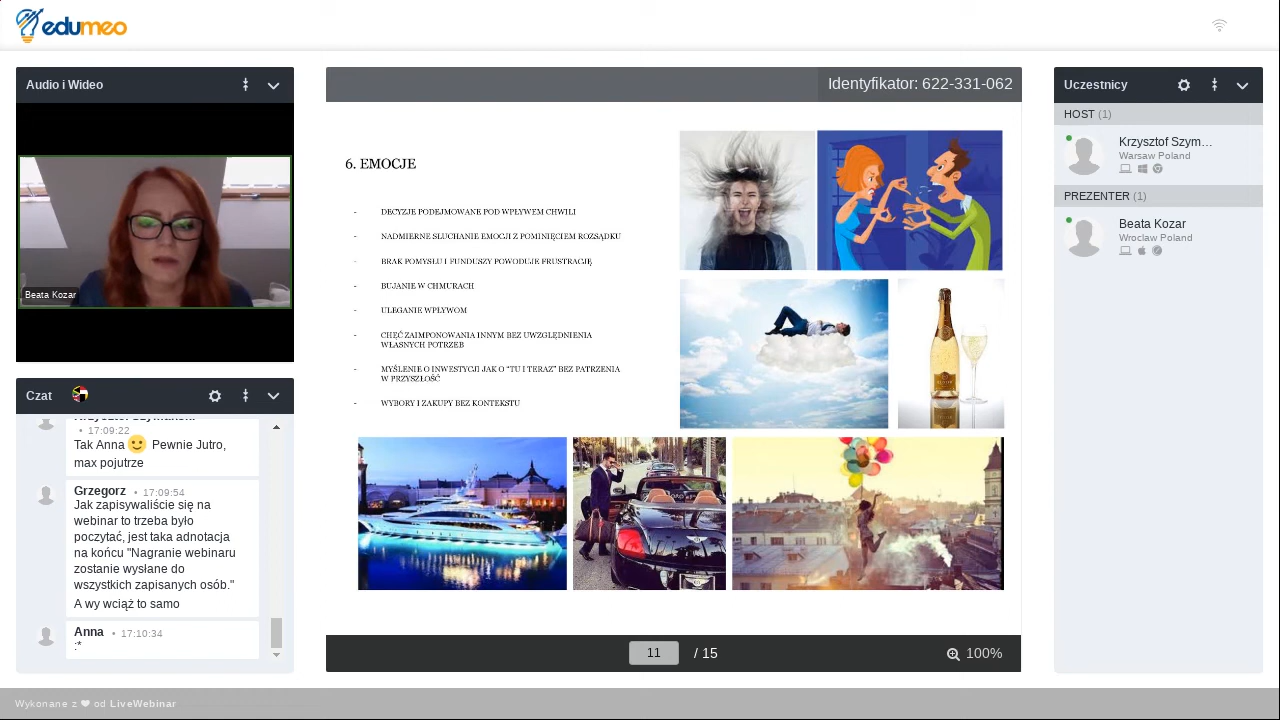 edumeo
Audio i Wideo
Beata Kozar
Czat
• 17:09:22
Tak Anna Pewnie Jutro,
max pojutrze
Grzegorz • 17:09:54
Jak zapisywaliście się na
webinar to trzeba było
poczytać, jest taka adnotacja
na końcu "Nagranie webinaru
zostanie wysłane do
wszystkich zapisanych osób."
A wy wciąż to samo
Anna • 17:10:34
:*
Identyfikator: 622-331-062
6. EMOCJE
- DECYZJE PODEJMOWANE POD WPŁYWEM CHWILI
- NADMIERNE SŁUCHANIE EMOCJI Z POMINIĘCIEM ROZSĄDKU
- BRAK POMYSŁU I FUNDUSZY POWODUJE FRUSTRACJĘ
- BUJANIE W CHMURACH
- ULEGANIE WPŁYWOM
- CHĘĆ ZAIMPONOWANIA INNYM BEZ UWZGLĘDNIENIA
WŁASNYCH POTRZEB
- MYŚLENIE O INWESTYCJI JAK O "TU I TERAZ" BEZ PATRZENIA
W PRZYSZŁOŚĆ
- WYBORY I ZAKUPY BEZ KONTEKSTU
11 / 15
100%
Uczestnicy
HOST (1)
Krzysztof Szym...
Warsaw Poland
PREZENTER (1)
Beata Kozar
Wroclaw Poland
Wykonane z ❤ od LiveWebinar